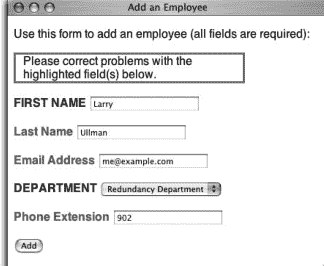 Add an Employee
Use this form to add an employee (all fields are required):
Please correct problems with the
highlighted field(s) below.
FIRST NAME Larry
Last Name Ullman
Email Address me@example.com
DEPARTMENT Redundancy Department
Phone Extension 902
Add